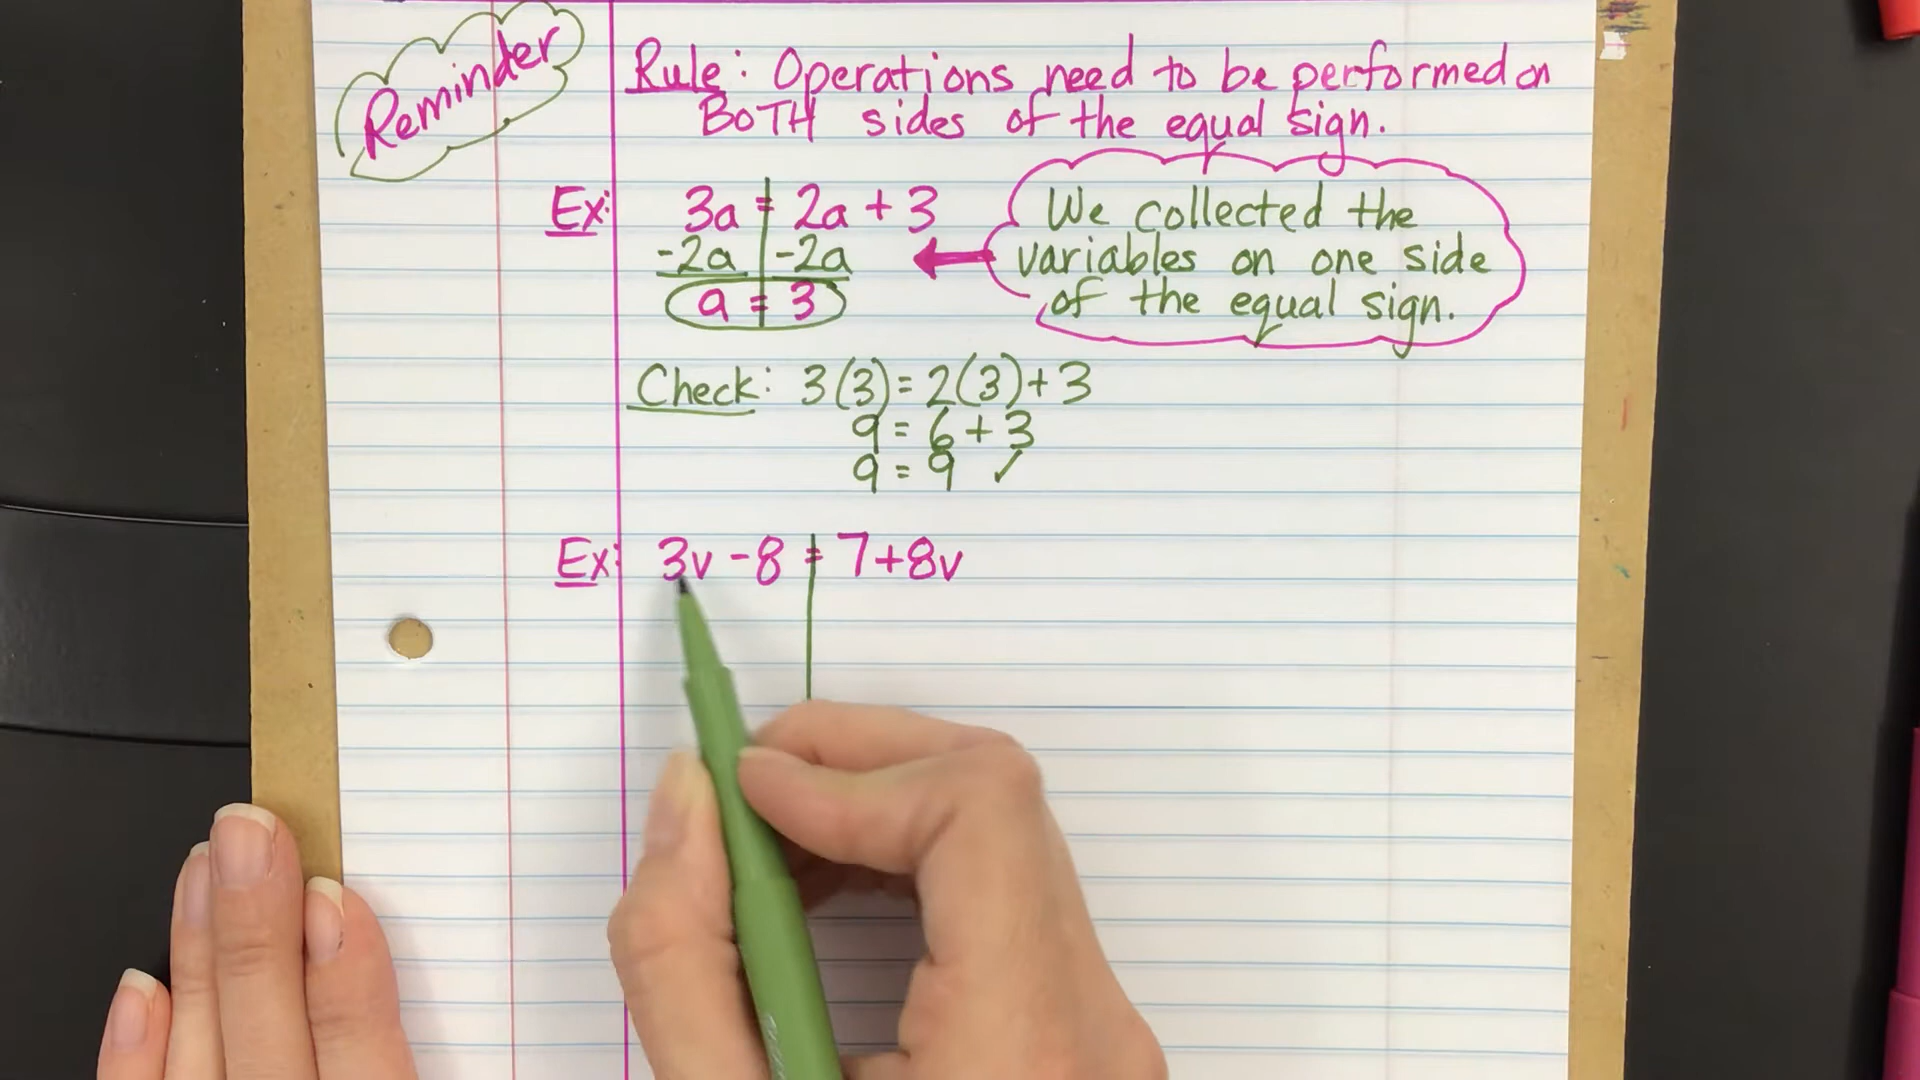 Reminder
Rule: Operations need to be performed on
BOTH sides of the equal sign.
Ex: 3a = 2a + 3
-2a -2a
a = 3
We collected the
variables on one side
of the equal sign.
Check: 3(3) = 2(3) + 3
9 = 6 + 3
9 = 9 ✓
Ex: 3v - 8 = 7 + 8v